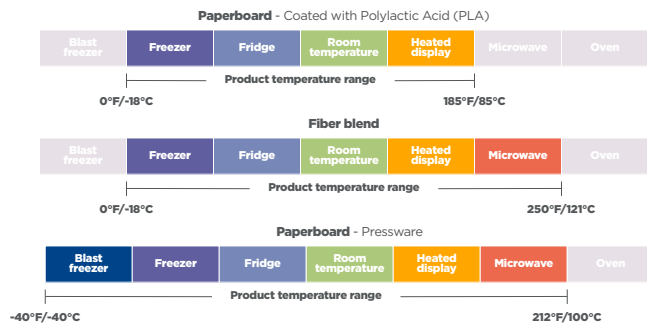 Paperboard - Coated with Polylactic Acid (PLA)
Blast freezer
Freezer
Fridge
Room temperature
Heated display
Microwave
Oven
Product temperature range
0°F/-18°C
185°F/85°C
Fiber blend
Blast freezer
Freezer
Fridge
Room temperature
Heated display
Microwave
Oven
Product temperature range
0°F/-18°C
250°F/121°C
Paperboard - Pressware
Blast freezer
Freezer
Fridge
Room temperature
Heated display
Microwave
Oven
Product temperature range
-40°F/-40°C
212°F/100°C